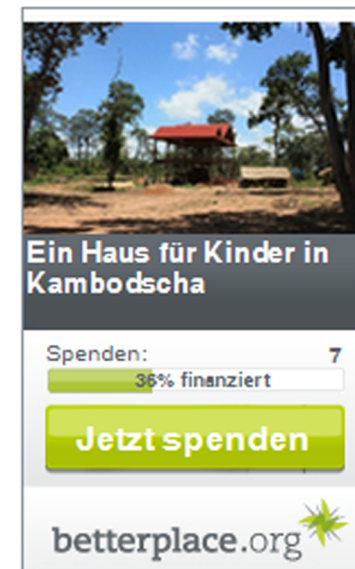 Ein Haus für Kinder in
Kambodscha
Spenden: 7
36% finanziert
Jetzt spenden
betterplace.org